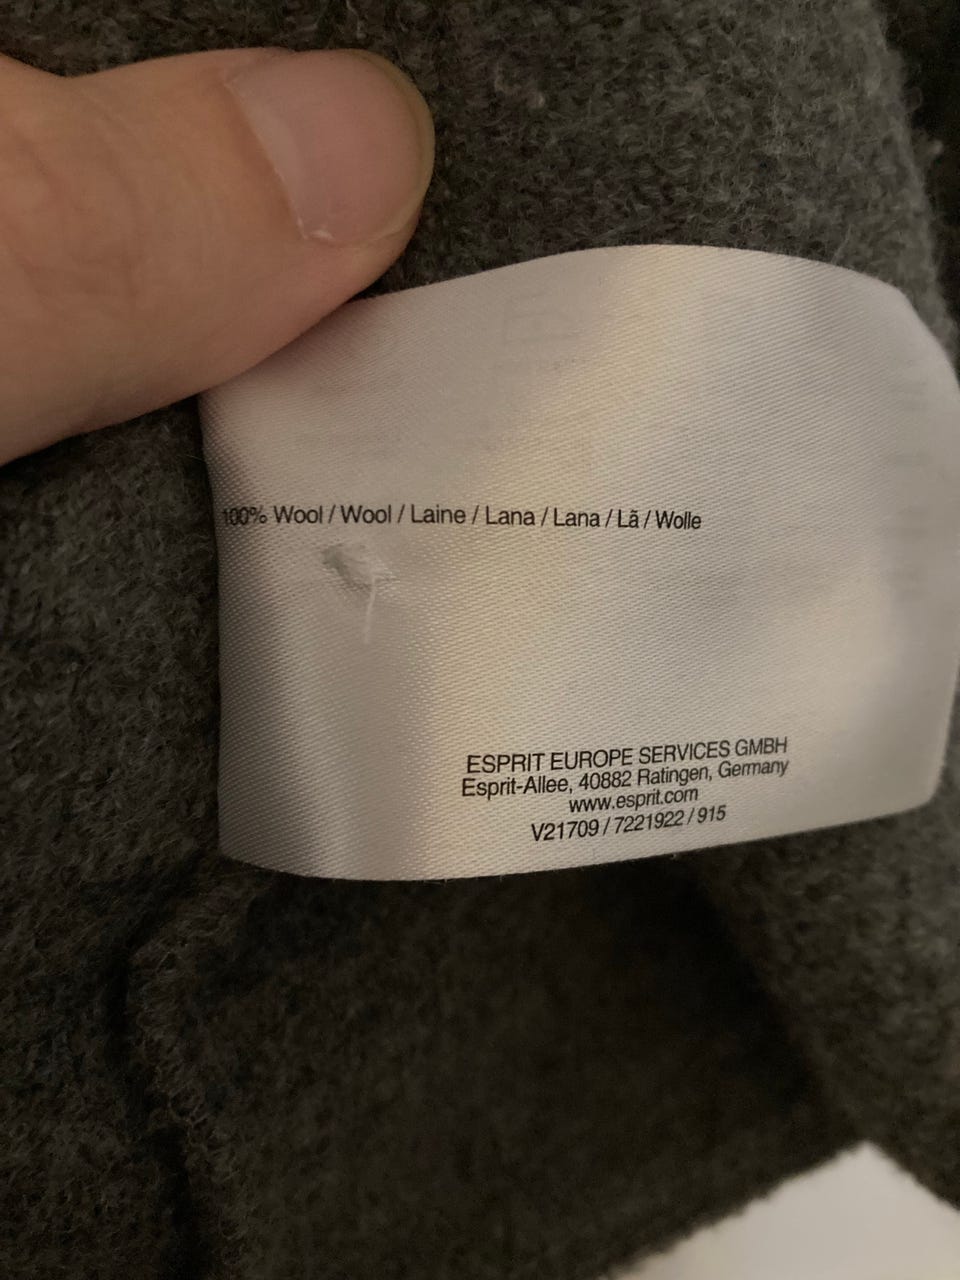 100% Wool / Wool / Laine / Lana / Lana / Lã / Wolle
ESPRIT EUROPE SERVICES GMBH
Esprit-Allee, 40882 Ratingen, Germany
www.esprit.com
V21709 / 7221922 / 915